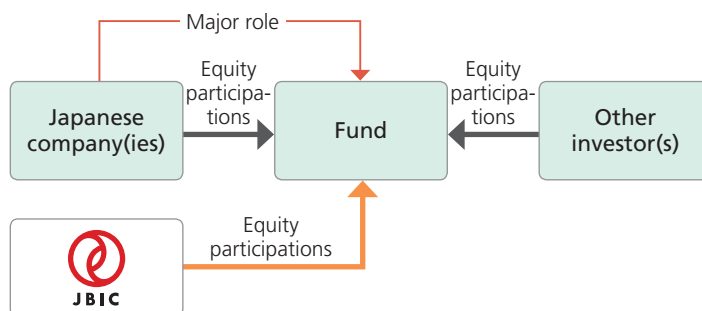 Major role
Equity
participa-
tions
Equity
participa-
tions
Japanese
company(ies)
Fund
Other
investor(s)
Equity
participations
JBIC